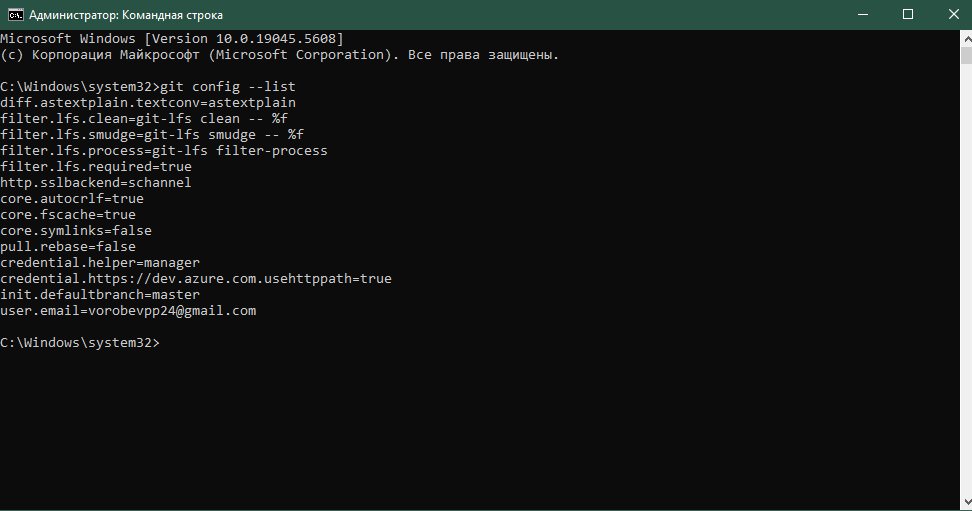 Администратор: Командная строка
Microsoft Windows [Version 10.0.19045.5608]
(c) Корпорация Майкрософт (Microsoft Corporation). Все права защищены.
C:\Windows\system32>git config --list
diff.astextplain.textconv=astextplain
filter.lfs.clean=git-lfs clean -- %f
filter.lfs.smudge=git-lfs smudge -- %f
filter.lfs.process=git-lfs filter-process
filter.lfs.required=true
http.sslbackend=schannel
core.autocrlf=true
core.fscache=true
core.symlinks=false
pull.rebase=false
credential.helper=manager
credential.https://dev.azure.com.usehttppath=true
init.defaultbranch=master
user.email=vorobevpp24@gmail.com
C:\Windows\system32>